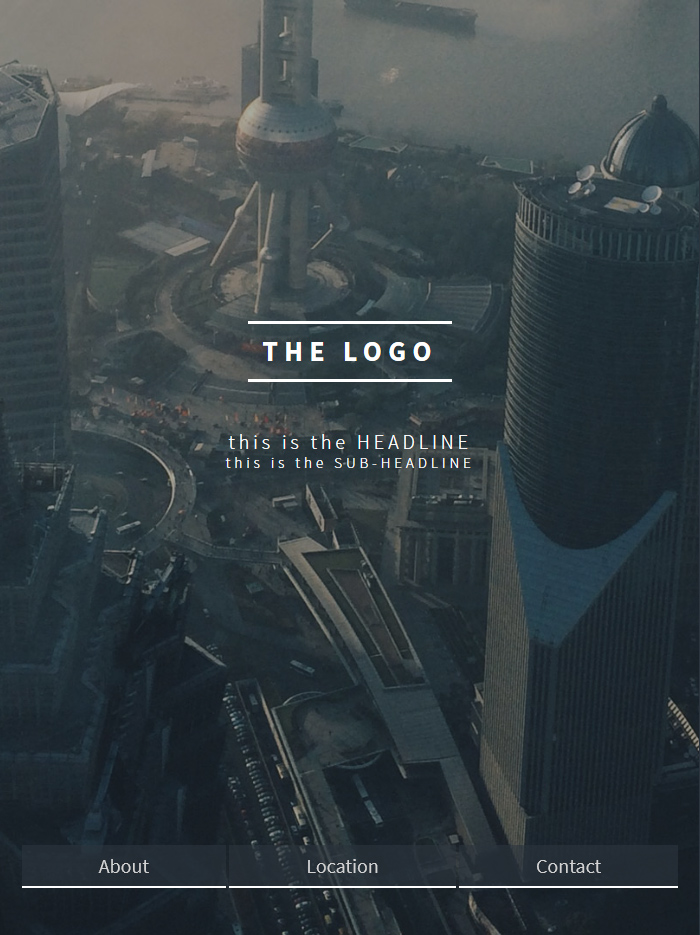 THE LOGO
this is the HEADLINE
this is the SUB-HEADLINE
About
Location
Contact